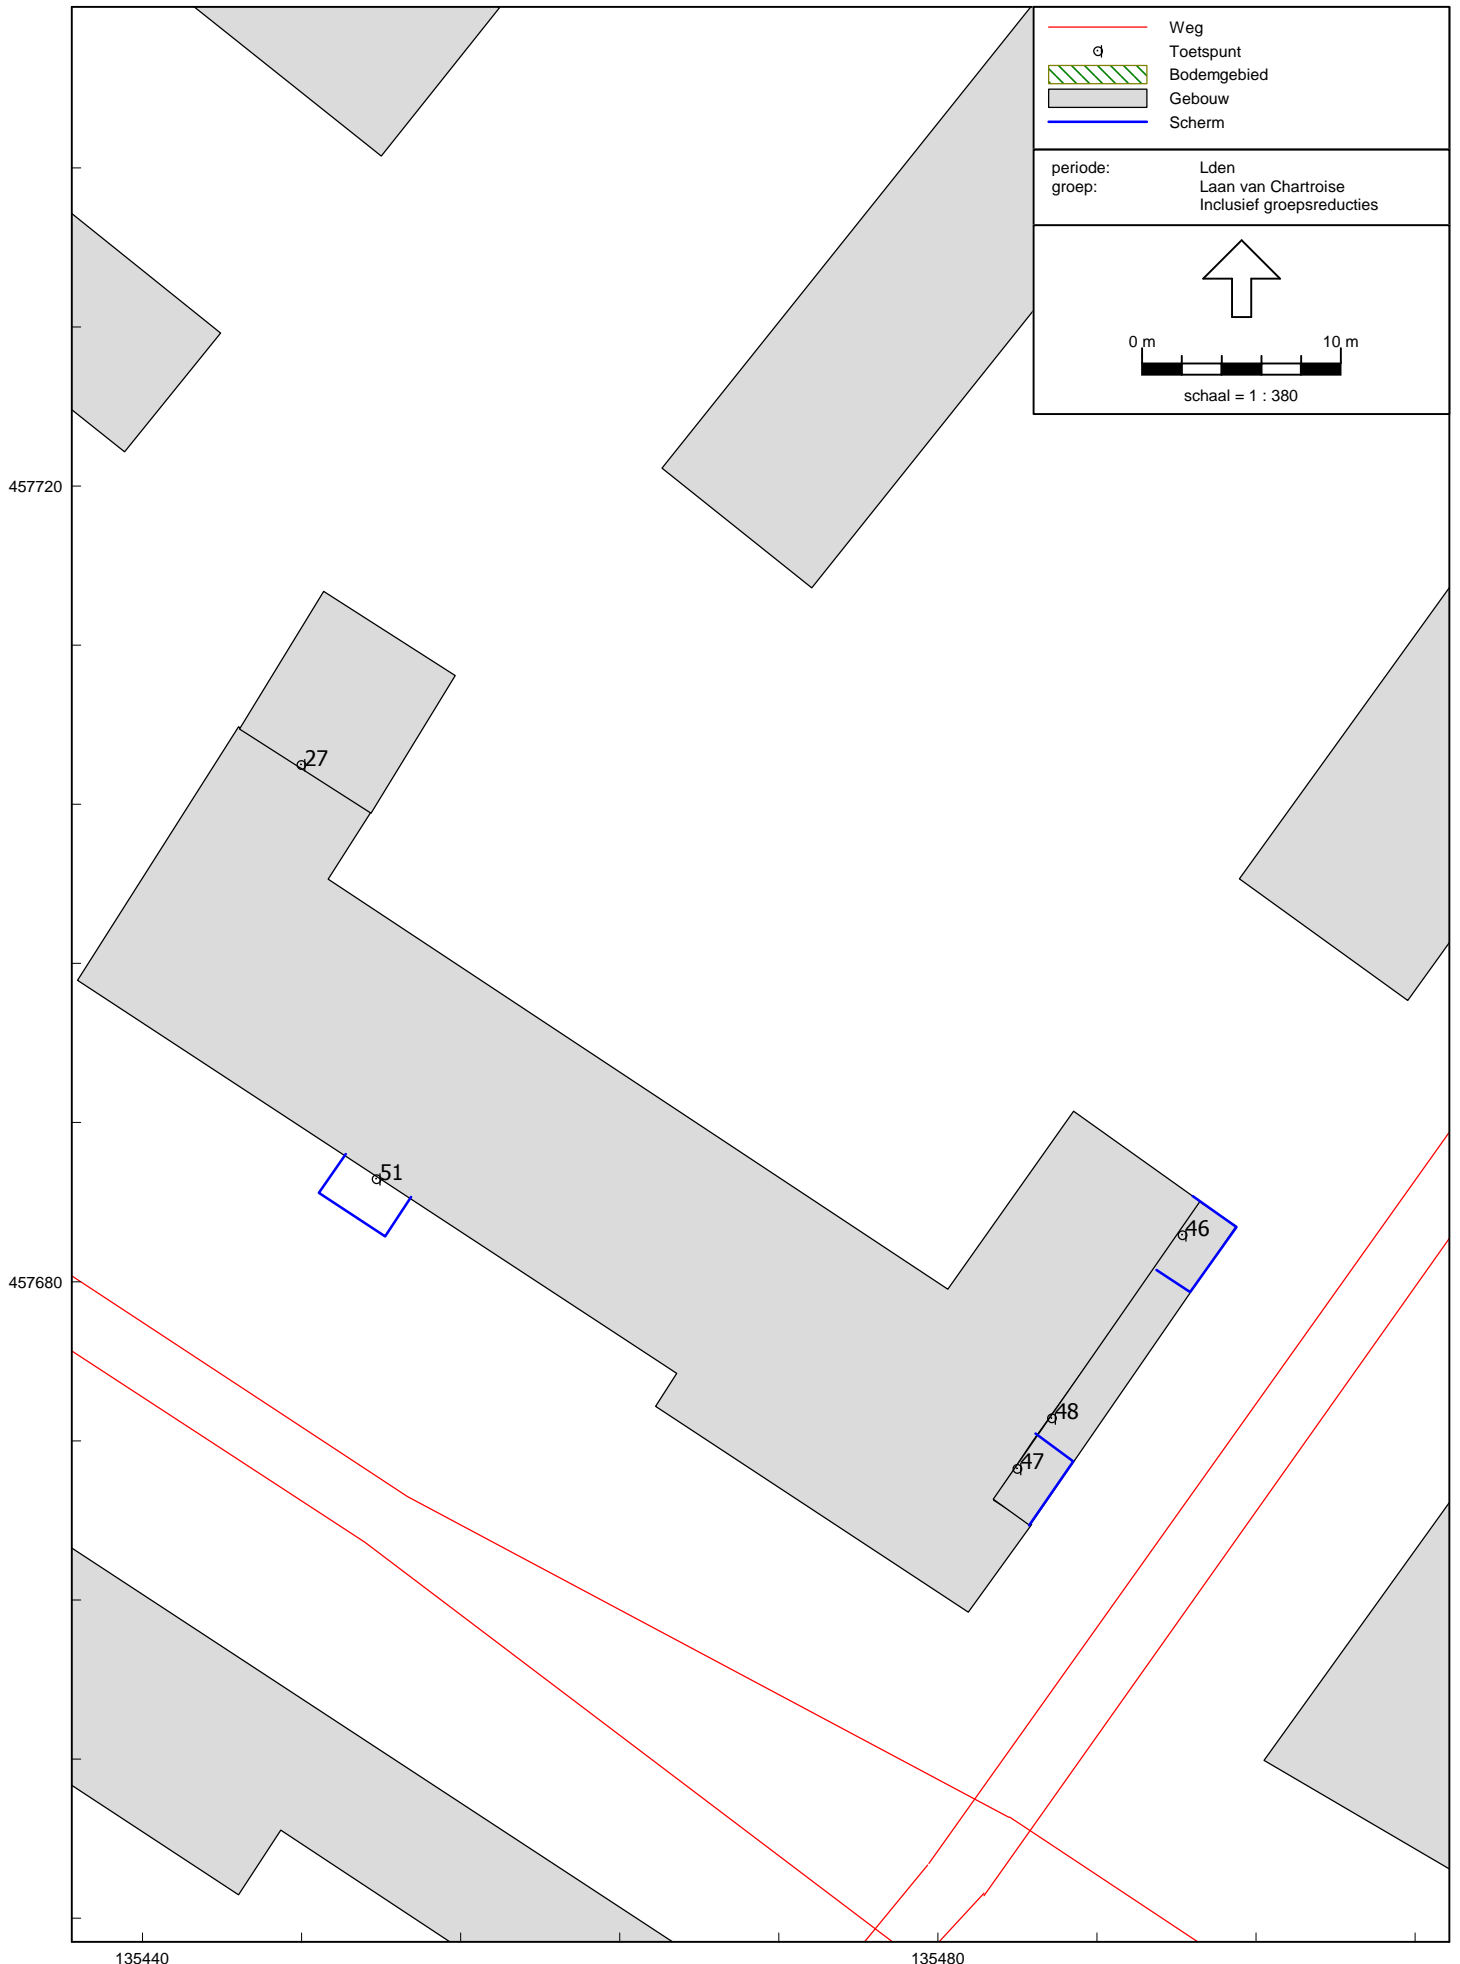 Weg
Toetspunt
Bodemgebied
Gebouw
Scherm
periode: Lden
groep: Laan van Chartroise
Inclusief groepsreducties
0 m 10 m
schaal = 1 : 380
457720
27
51
46
457680
48
47
135440 135480